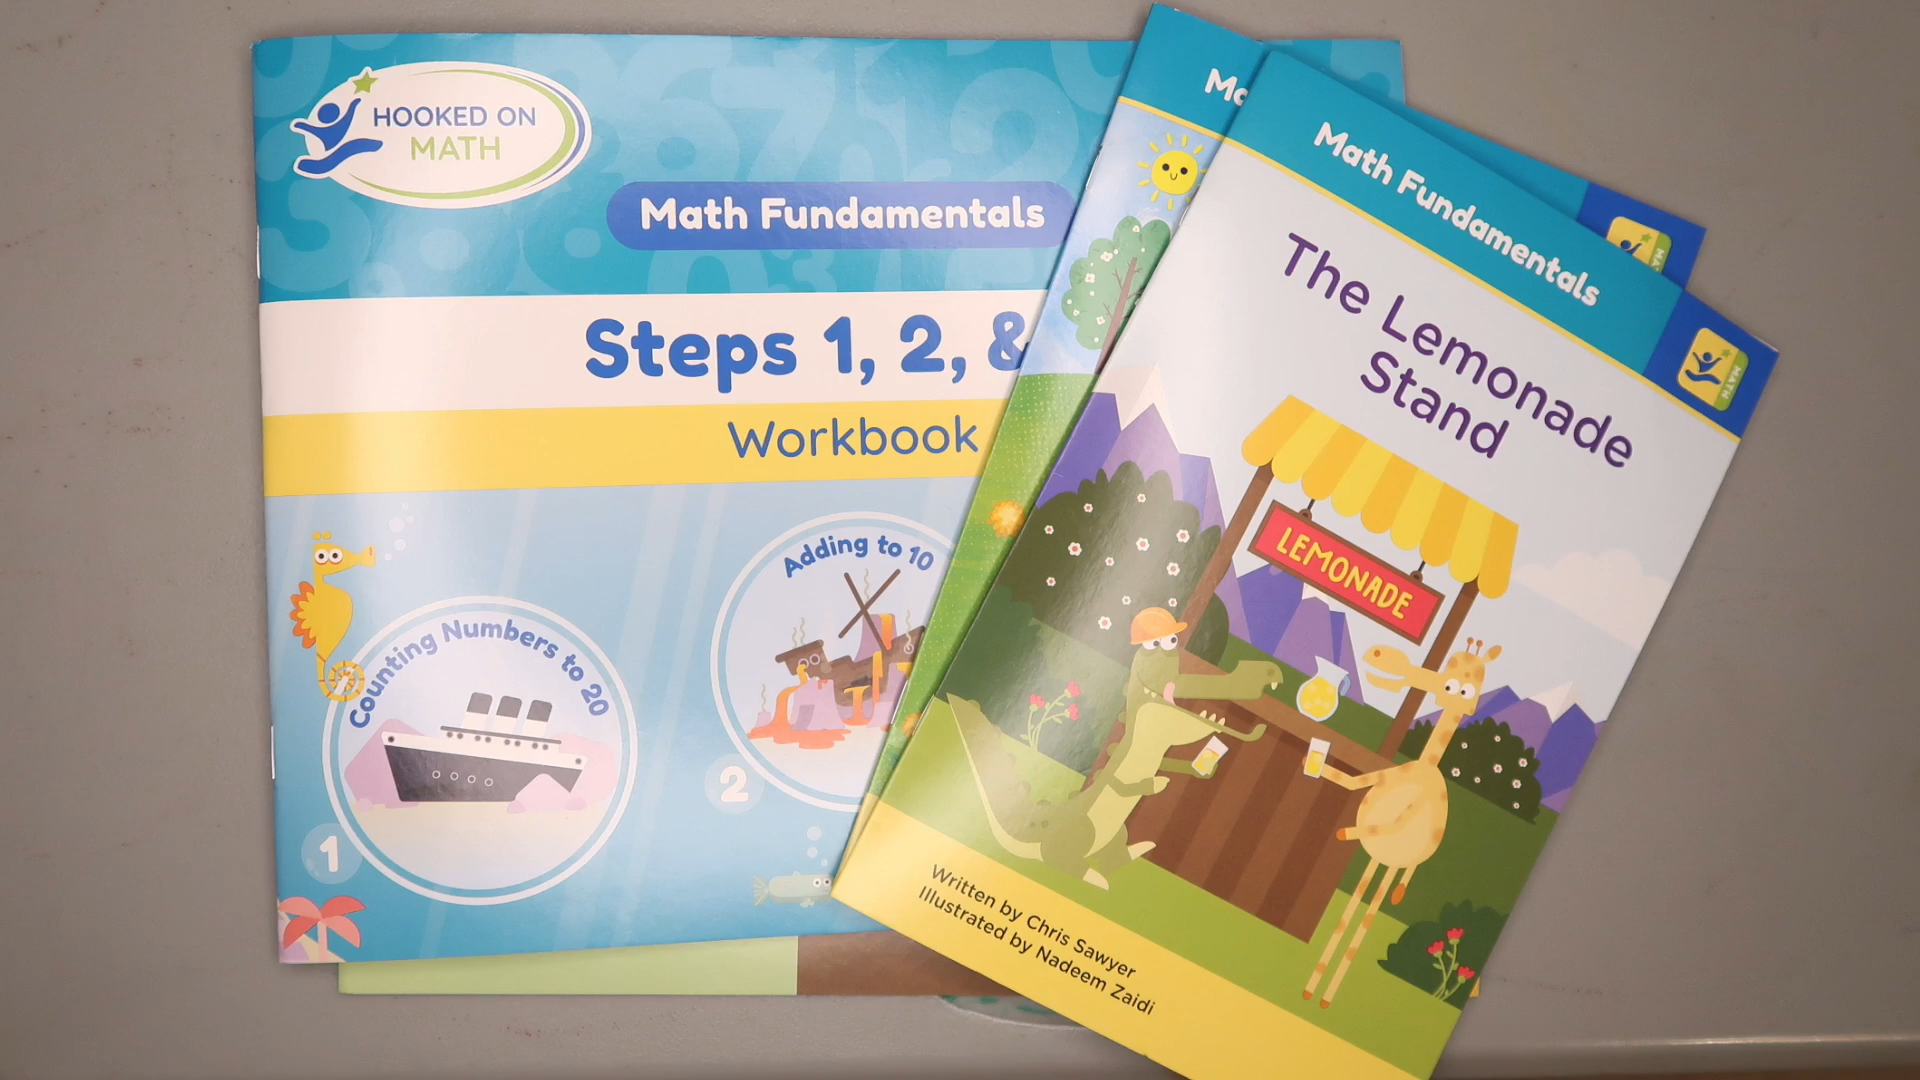 HOOKED ON
MATH
Math Fundamentals
Steps 1, 2, &
Workbook
Counting Numbers to 20
1
Adding to 10
2
Math Fundamentals
MATH
The Lemonade
Stand
LEMONADE
Written by Chris Sawyer
Illustrated by Nadeem Zaidi